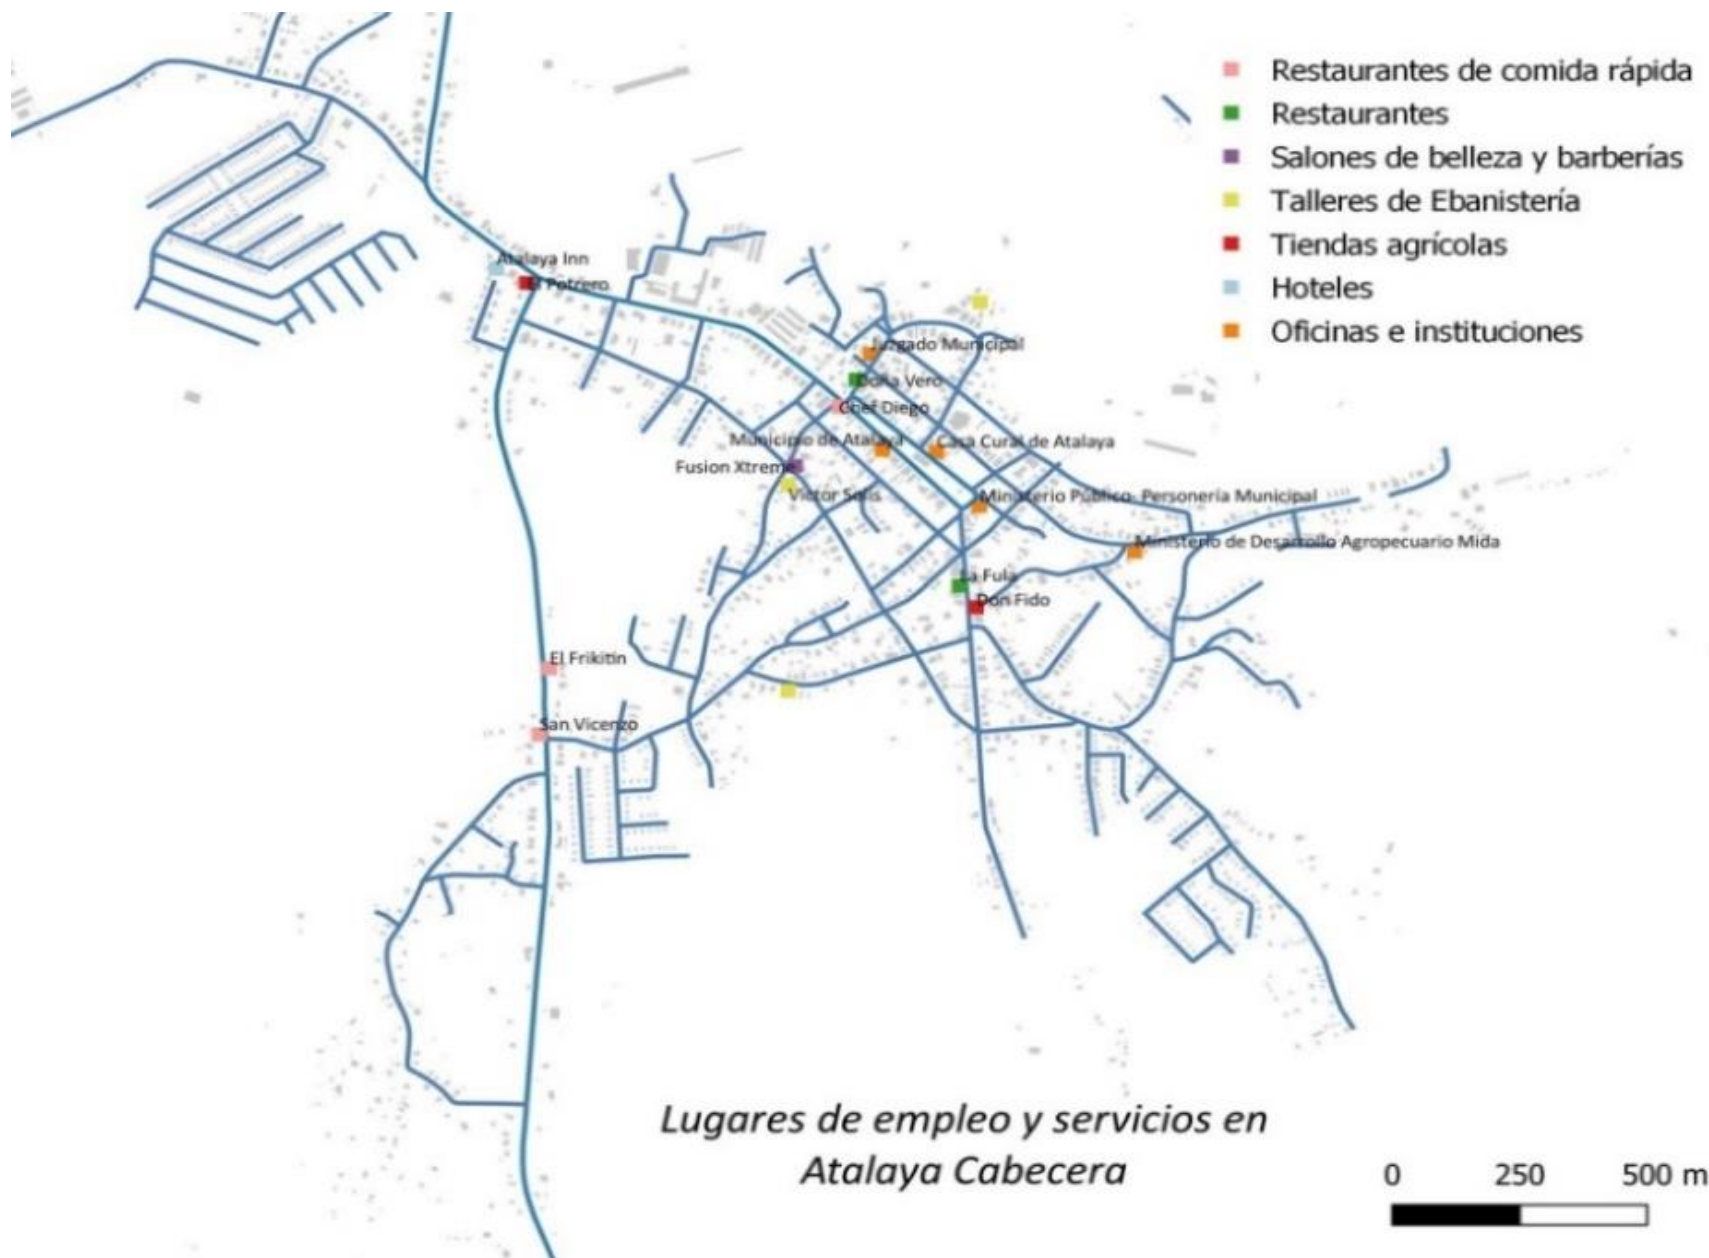 Restaurantes de comida rápida
Restaurantes
Salones de belleza y barberías
Talleres de Ebanistería
Tiendas agrícolas
Hoteles
Oficinas e instituciones
Atalaya Inn
El Potrero
Juzgado Municipal
Doña Vero
Chef Diego
Municipio de Atalaya
Casa Cural de Atalaya
Fusion Xtreme
Victor Solis
Ministerio Público- Personeria Municipal
Ministerio de Desarrollo Agropecuario Mida
La Fula
Don Fido
El Frikitin
San Vicenzo
Lugares de empleo y servicios en
Atalaya Cabecera
0 250 500 m